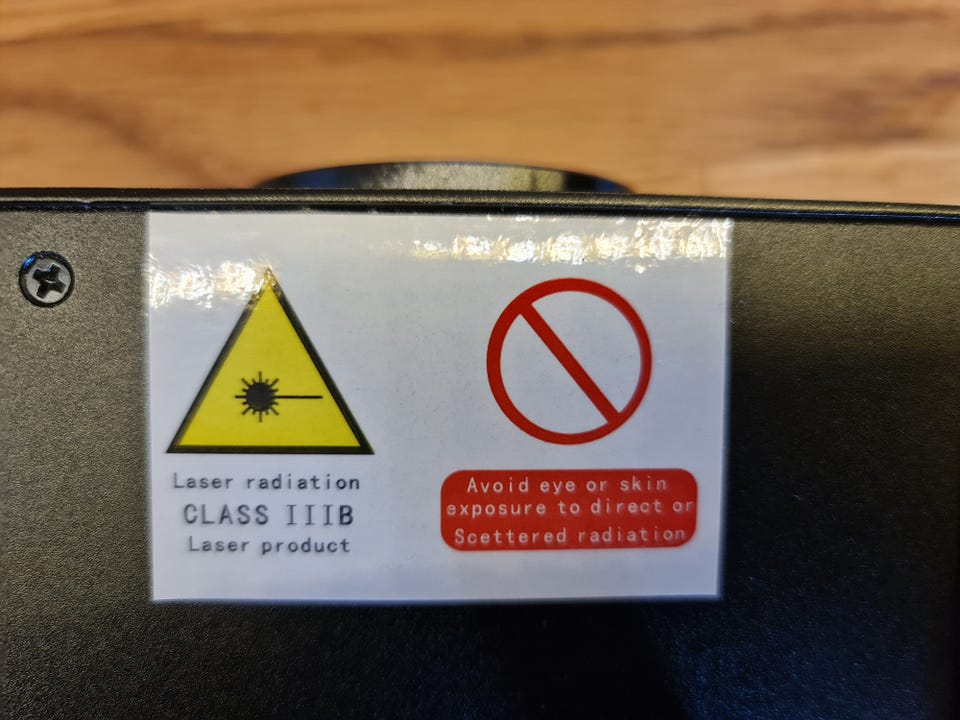 Laser radiation
CLASS IIIB
Laser product
Avoid eye or skin
exposure to direct or
Scettered radiation